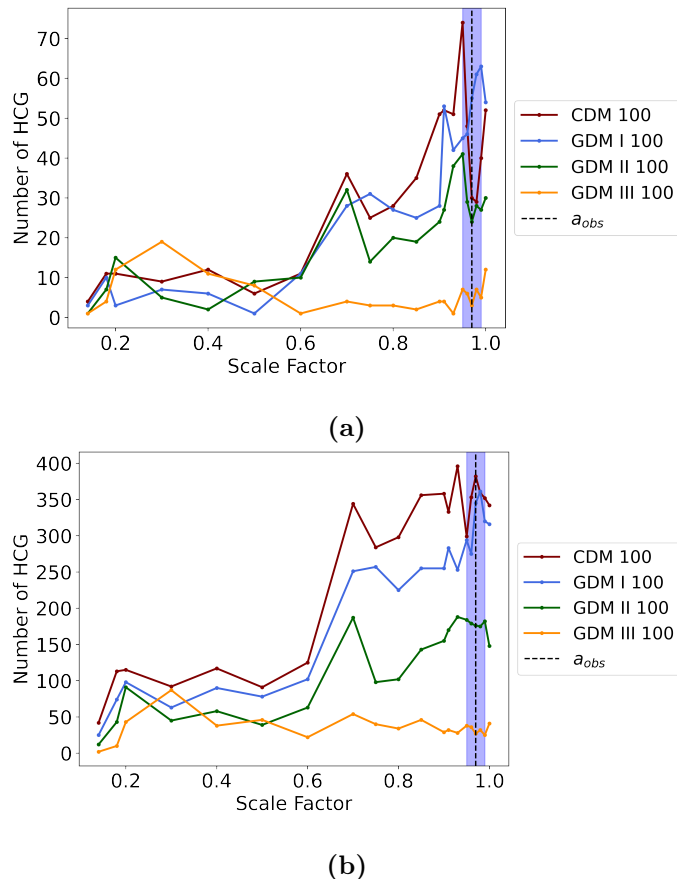 70
60
50
40
30
20
10
0
Number of HCG
0.2 0.4 0.6 0.8 1.0
Scale Factor
CDM 100
GDM I 100
GDM II 100
GDM III 100
a_obs
(a)
400
350
300
250
200
150
100
50
0
Number of HCG
0.2 0.4 0.6 0.8 1.0
Scale Factor
CDM 100
GDM I 100
GDM II 100
GDM III 100
a_obs
(b)